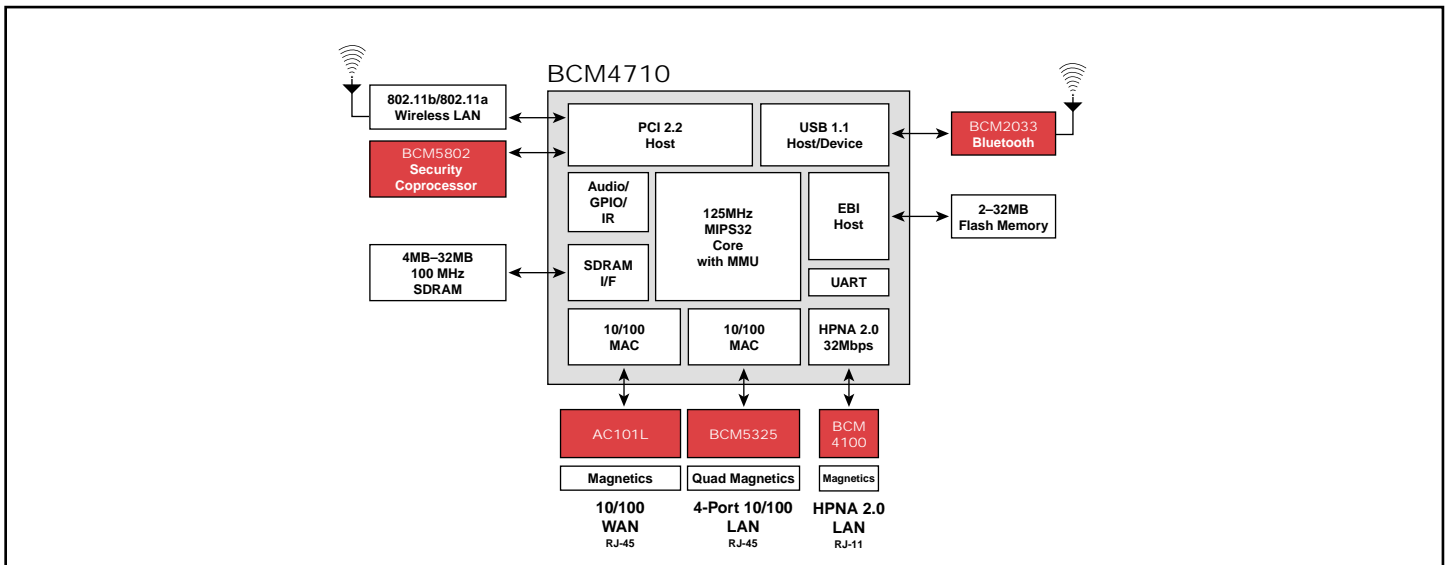 BCM4710
802.11b/802.11a
Wireless LAN
BCM5802
Security
Coprocessor
4MB–32MB
100 MHz
SDRAM
PCI 2.2
Host
USB 1.1
Host/Device
Audio/
GPIO/
IR
125MHz
MIPS32
Core
with MMU
EBI
Host
SDRAM
I/F
UART
10/100
MAC
10/100
MAC
HPNA 2.0
32Mbps
BCM2033
Bluetooth
2–32MB
Flash Memory
AC101L
BCM5325
BCM
4100
Magnetics
Quad Magnetics
Magnetics
10/100
WAN
RJ-45
4-Port 10/100
LAN
RJ-45
HPNA 2.0
LAN
RJ-11